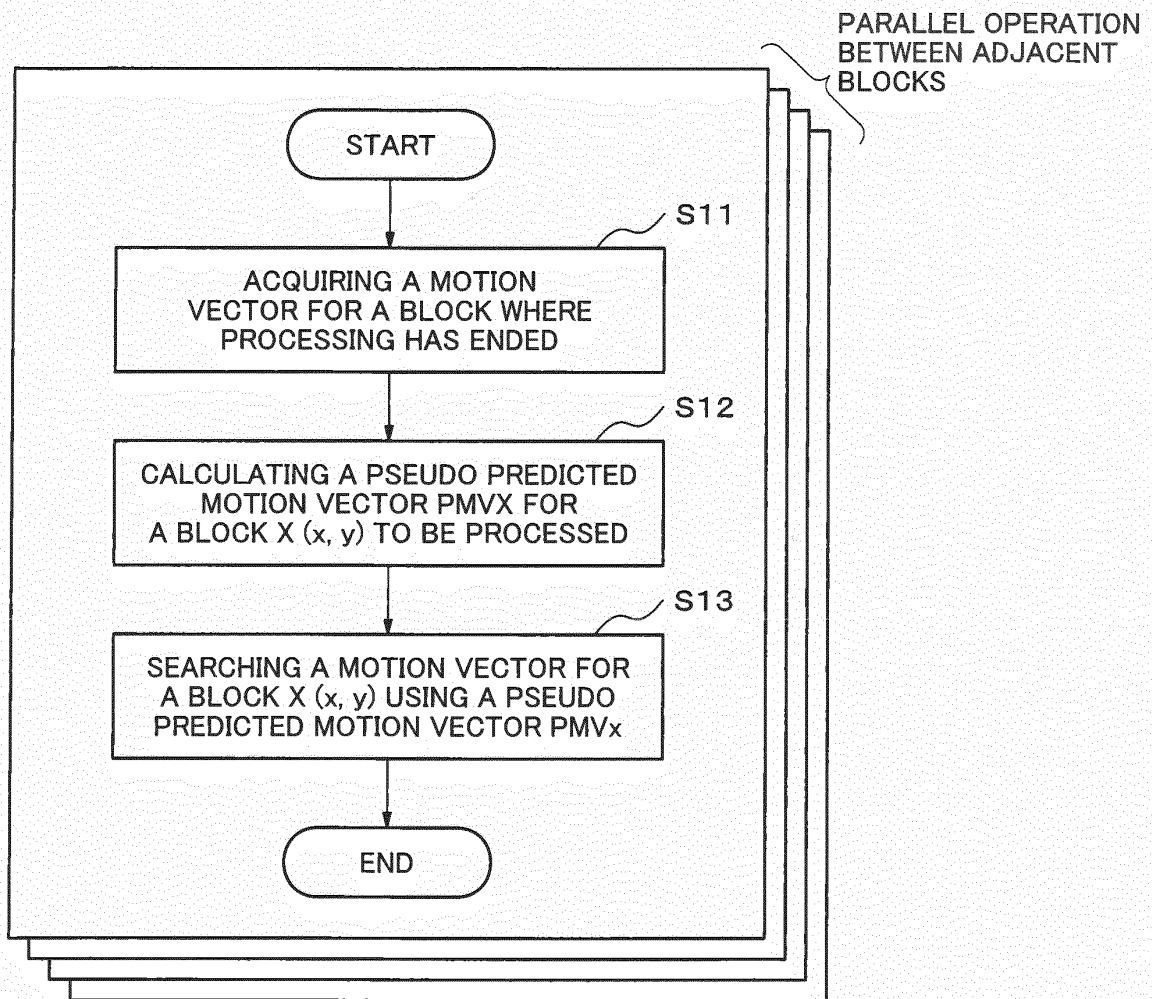 PARALLEL OPERATION
BETWEEN ADJACENT
BLOCKS
START
S11
ACQUIRING A MOTION
VECTOR FOR A BLOCK WHERE
PROCESSING HAS ENDED
S12
CALCULATING A PSEUDO PREDICTED
MOTION VECTOR PMVX FOR
A BLOCK X (x, y) TO BE PROCESSED
S13
SEARCHING A MOTION VECTOR FOR
A BLOCK X (x, y) USING A PSEUDO
PREDICTED MOTION VECTOR PMVx
END